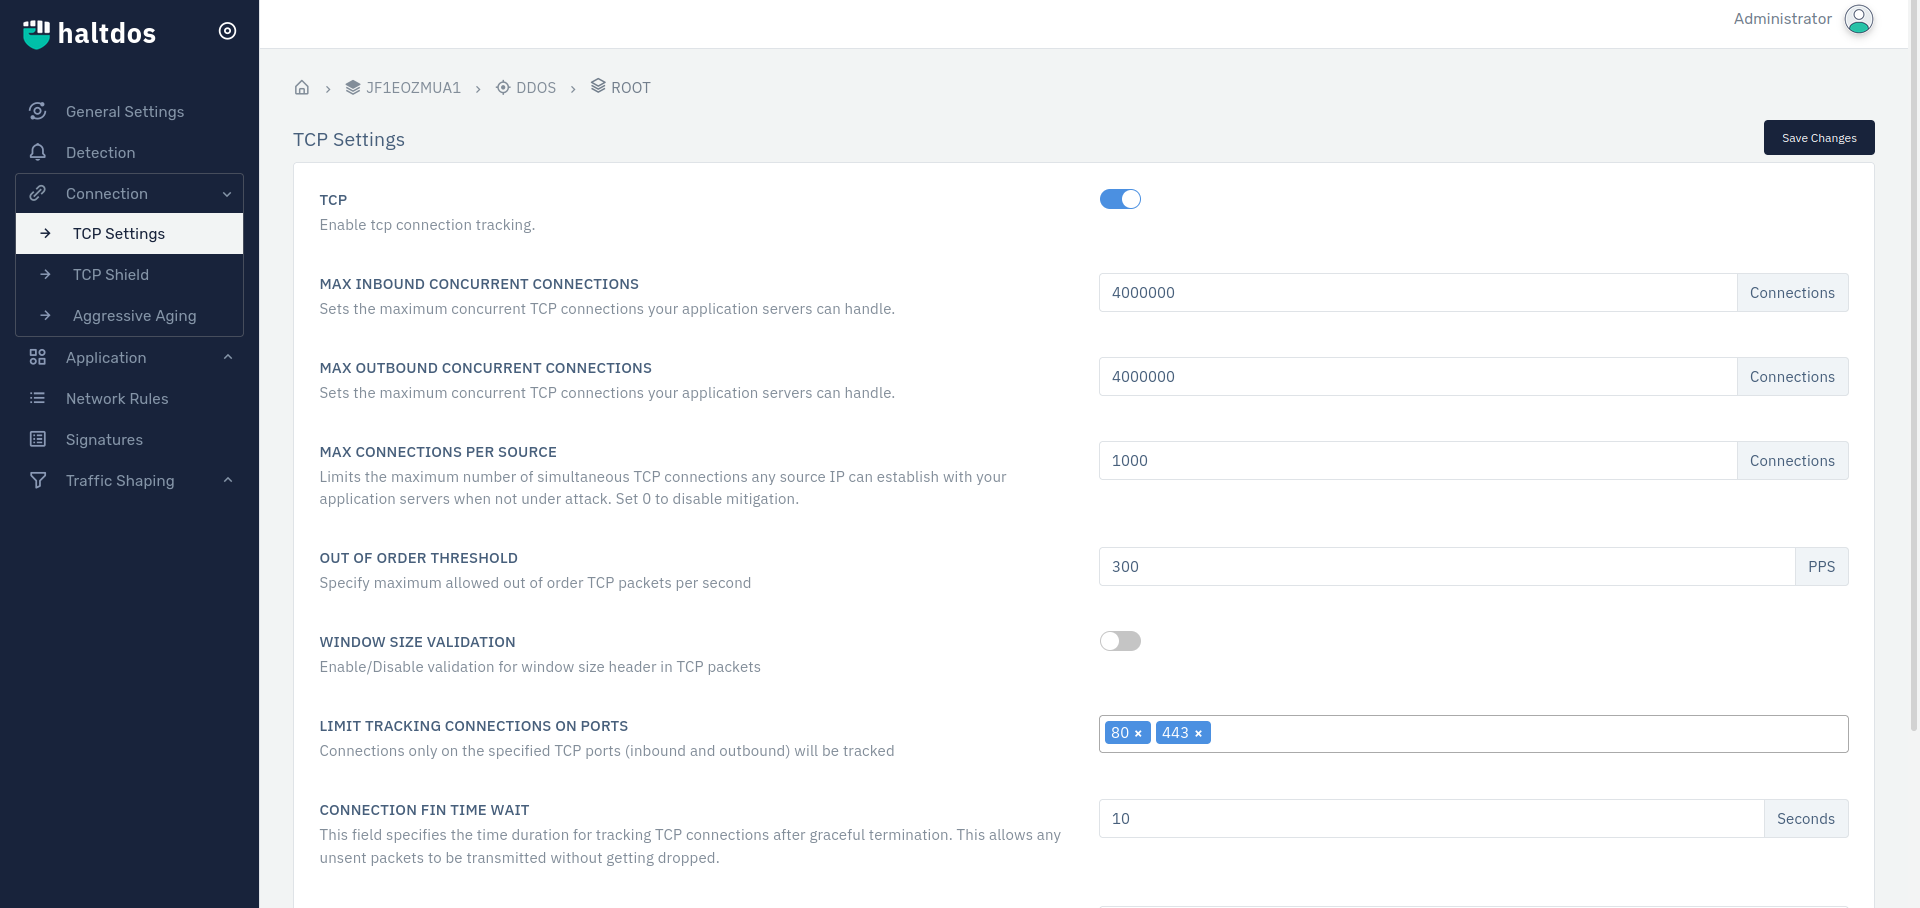 haltdos
Administrator
General Settings
Detection
Connection
TCP Settings
TCP Shield
Aggressive Aging
Application
Network Rules
Signatures
Traffic Shaping
JF1EOZMUA1 › DDOS › ROOT
TCP Settings
Save Changes
TCP
Enable tcp connection tracking.
MAX INBOUND CONCURRENT CONNECTIONS
Sets the maximum concurrent TCP connections your application servers can handle.
4000000 Connections
MAX OUTBOUND CONCURRENT CONNECTIONS
Sets the maximum concurrent TCP connections your application servers can handle.
4000000 Connections
MAX CONNECTIONS PER SOURCE
Limits the maximum number of simultaneous TCP connections any source IP can establish with your
application servers when not under attack. Set 0 to disable mitigation.
1000 Connections
OUT OF ORDER THRESHOLD
Specify maximum allowed out of order TCP packets per second
300 PPS
WINDOW SIZE VALIDATION
Enable/Disable validation for window size header in TCP packets
LIMIT TRACKING CONNECTIONS ON PORTS
Connections only on the specified TCP ports (inbound and outbound) will be tracked
80 × 443 ×
CONNECTION FIN TIME WAIT
This field specifies the time duration for tracking TCP connections after graceful termination. This allows any
unsent packets to be transmitted without getting dropped.
10 Seconds